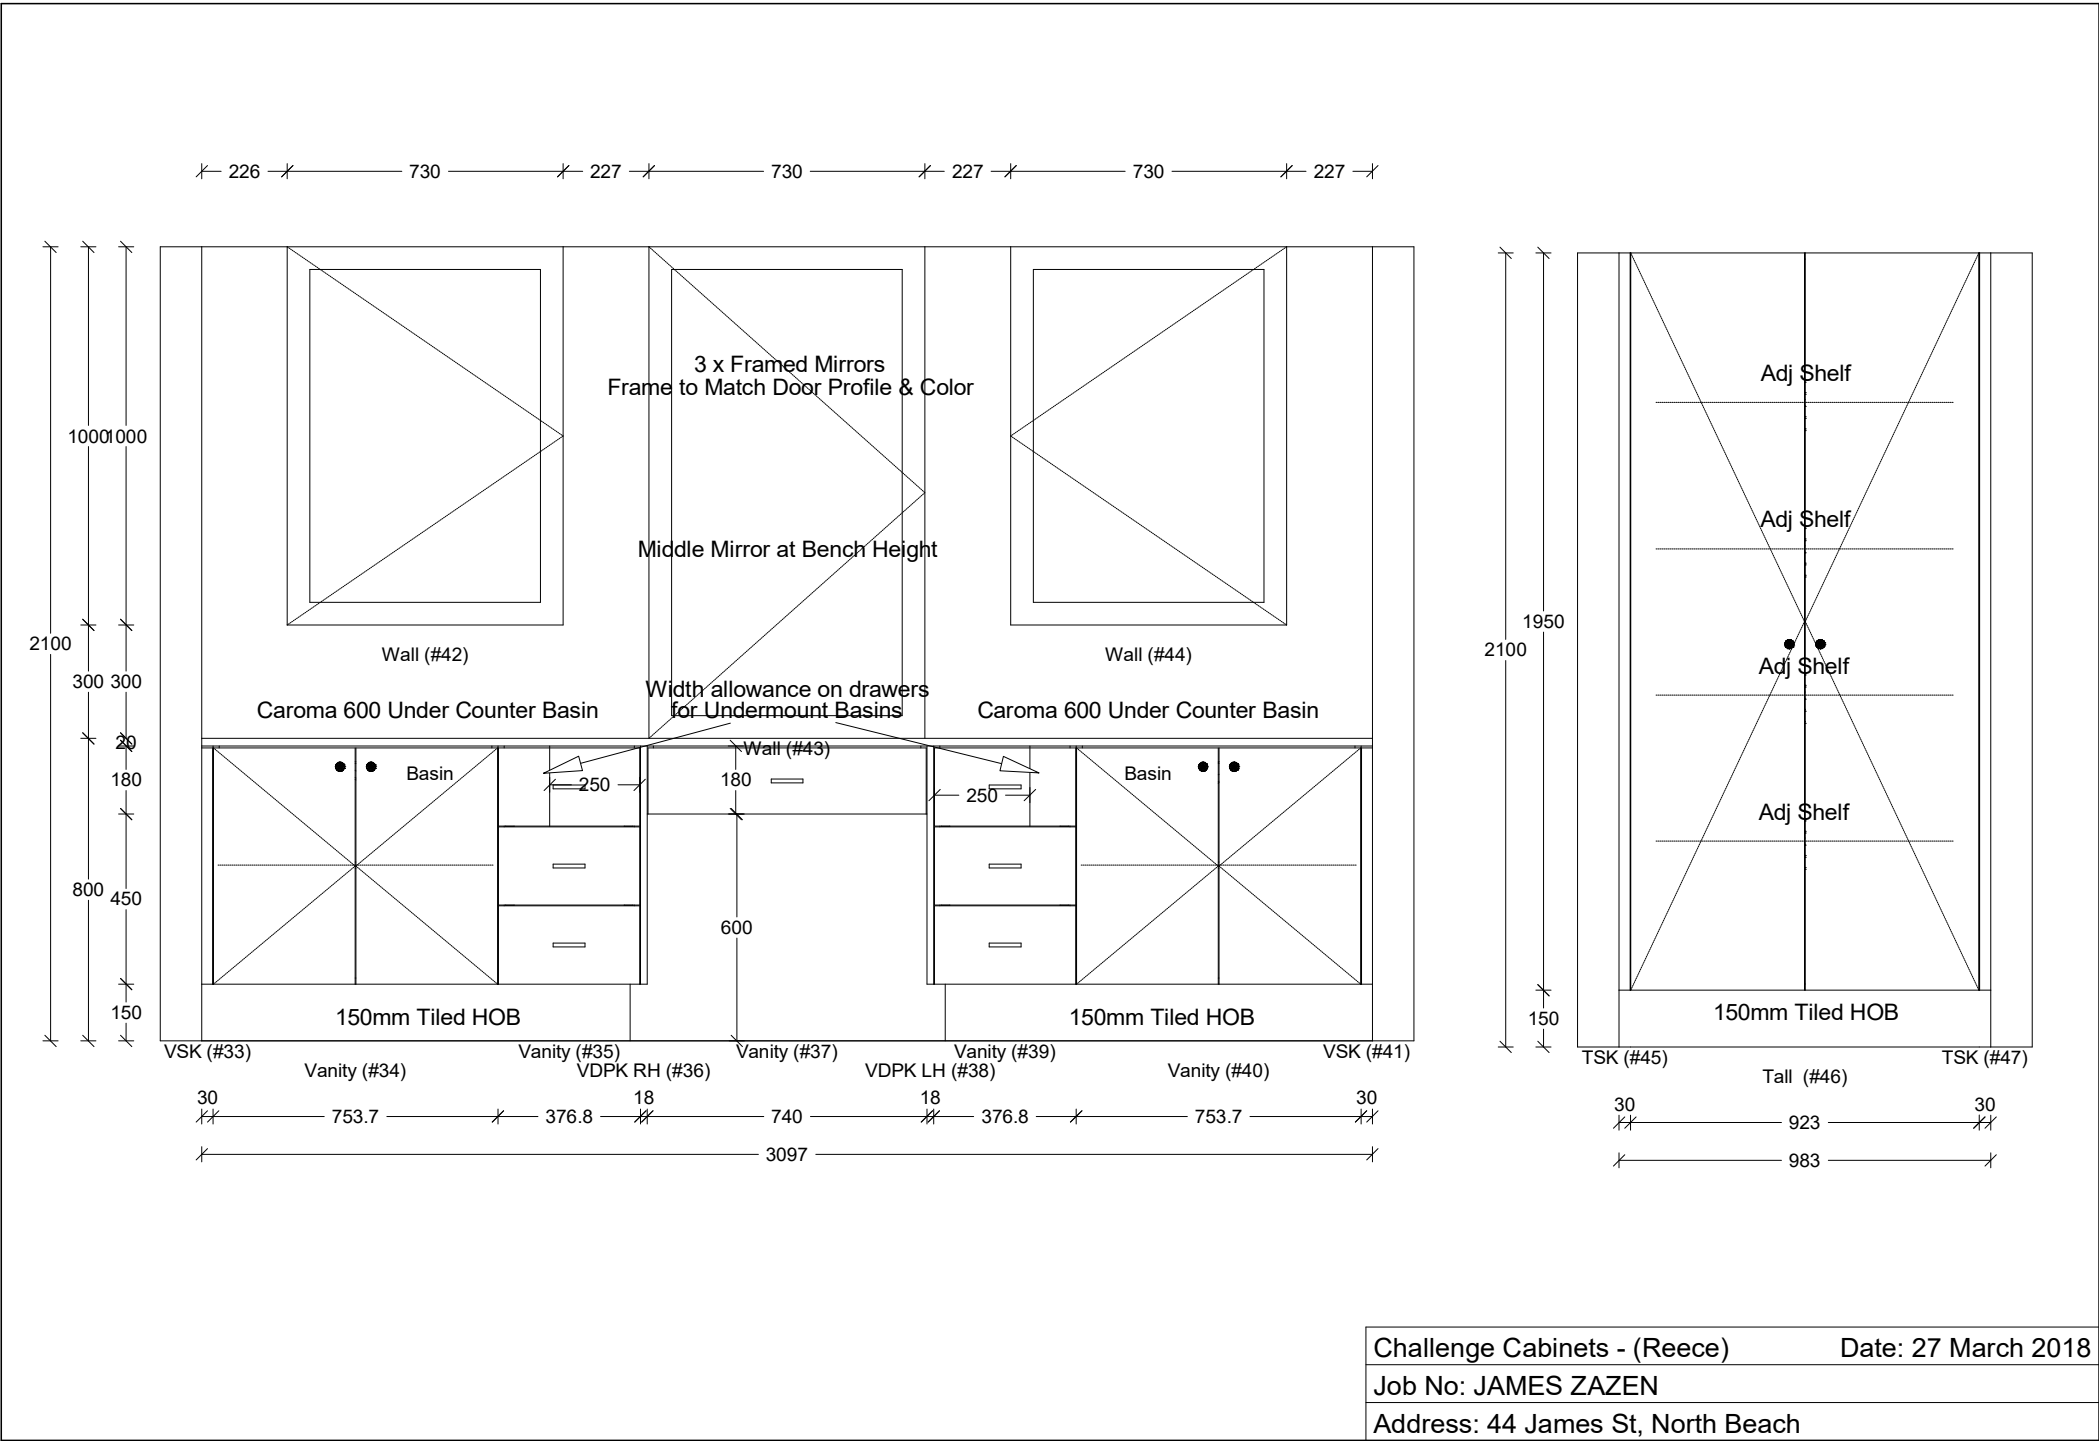 226
730
227
730
227
730
227
3 x Framed Mirrors
Frame to Match Door Profile & Color
Adj Shelf
1000
1000
Adj Shelf
Middle Mirror at Bench Height
1950
2100
2100
Wall (#42)
Wall (#44)
Adj Shelf
300
300
Width allowance on drawers
for Undermount Basins
Caroma 600 Under Counter Basin
Caroma 600 Under Counter Basin
20
Wall (#43)
180
Basin
250
180
250
Basin
Adj Shelf
800
450
600
150
150mm Tiled HOB
150mm Tiled HOB
150mm Tiled HOB
150
VSK (#33)
Vanity (#35)
Vanity (#37)
Vanity (#39)
VSK (#41)
TSK (#45)
TSK (#47)
Vanity (#34)
VDPK RH (#36)
VDPK LH (#38)
Vanity (#40)
Tall (#46)
30
18
18
30
30
30
753.7
376.8
740
376.8
753.7
923
3097
983
Challenge Cabinets - (Reece) Date: 27 March 2018
Job No: JAMES ZAZEN
Address: 44 James St, North Beach